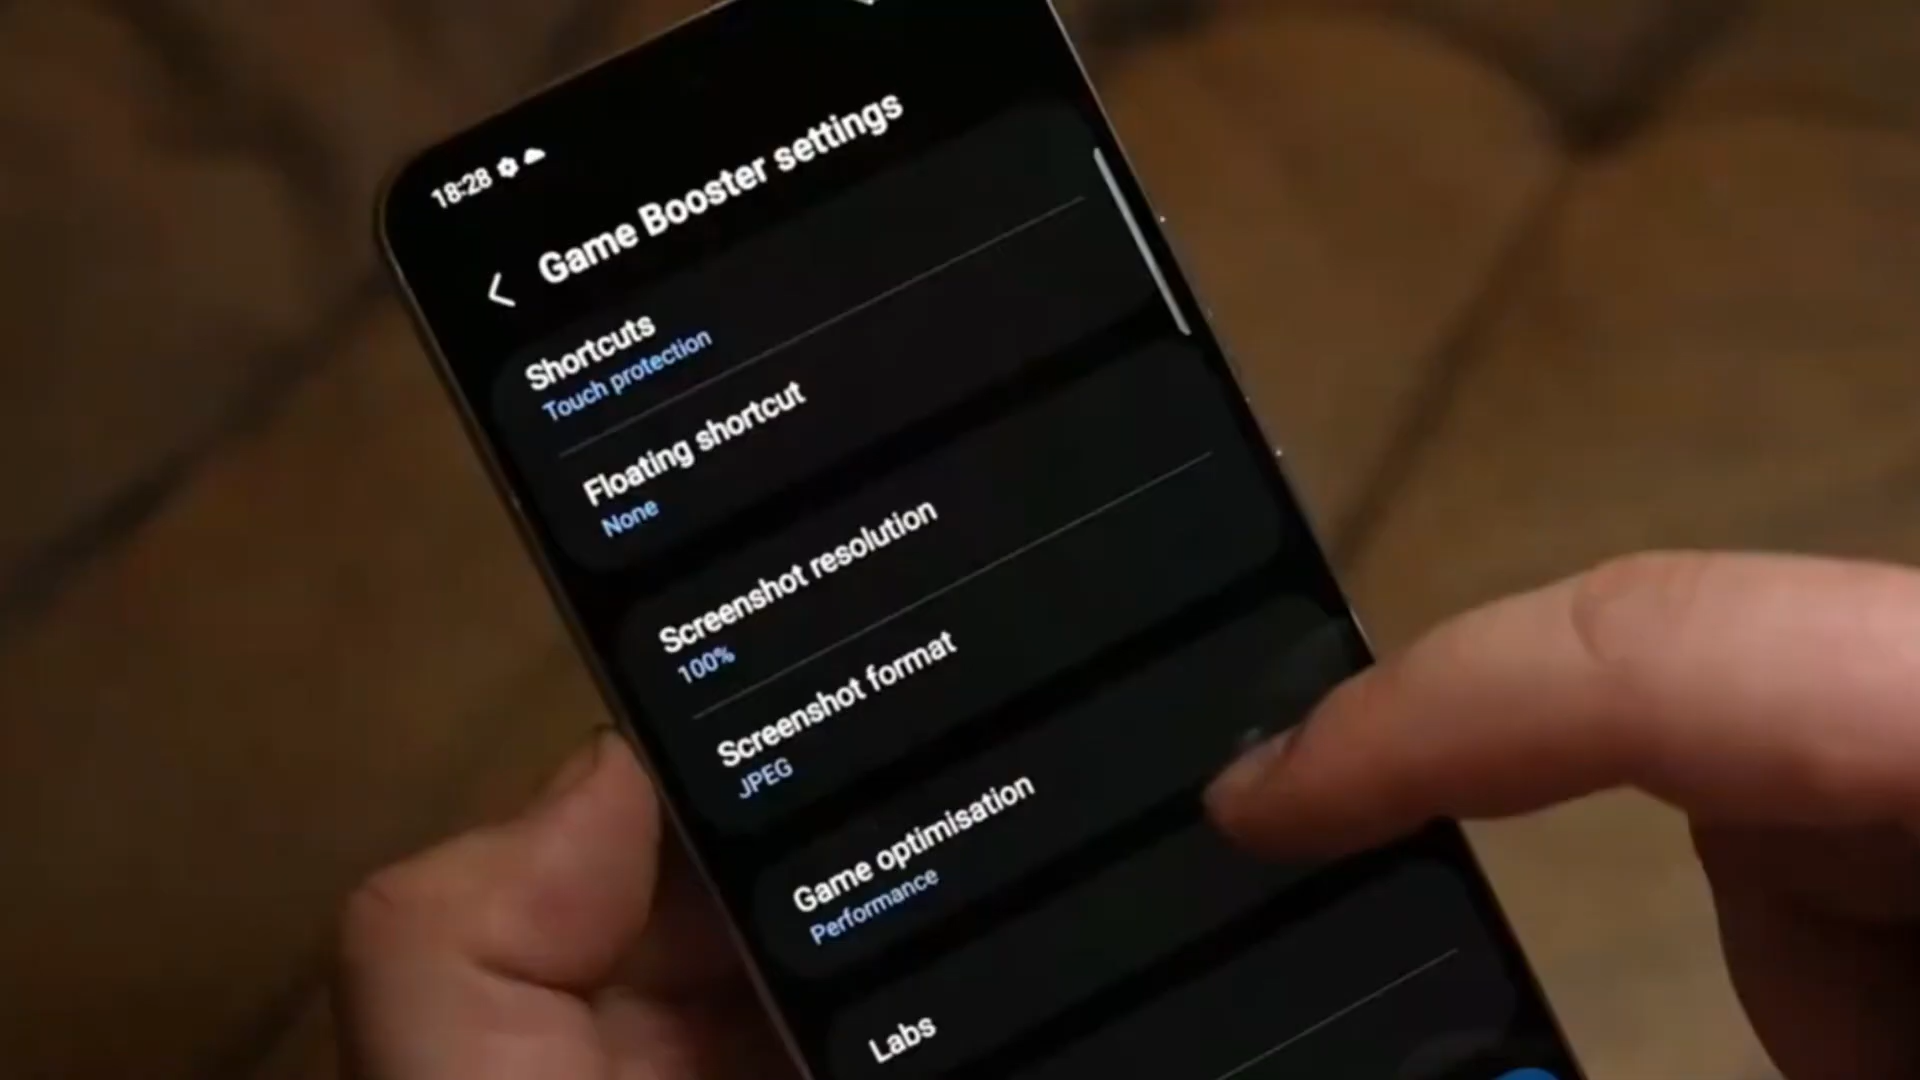 18:28
Game Booster settings
Shortcuts
Touch protection
Floating shortcut
None
Screenshot resolution
100%
Screenshot format
JPEG
Game optimisation
Performance
Labs